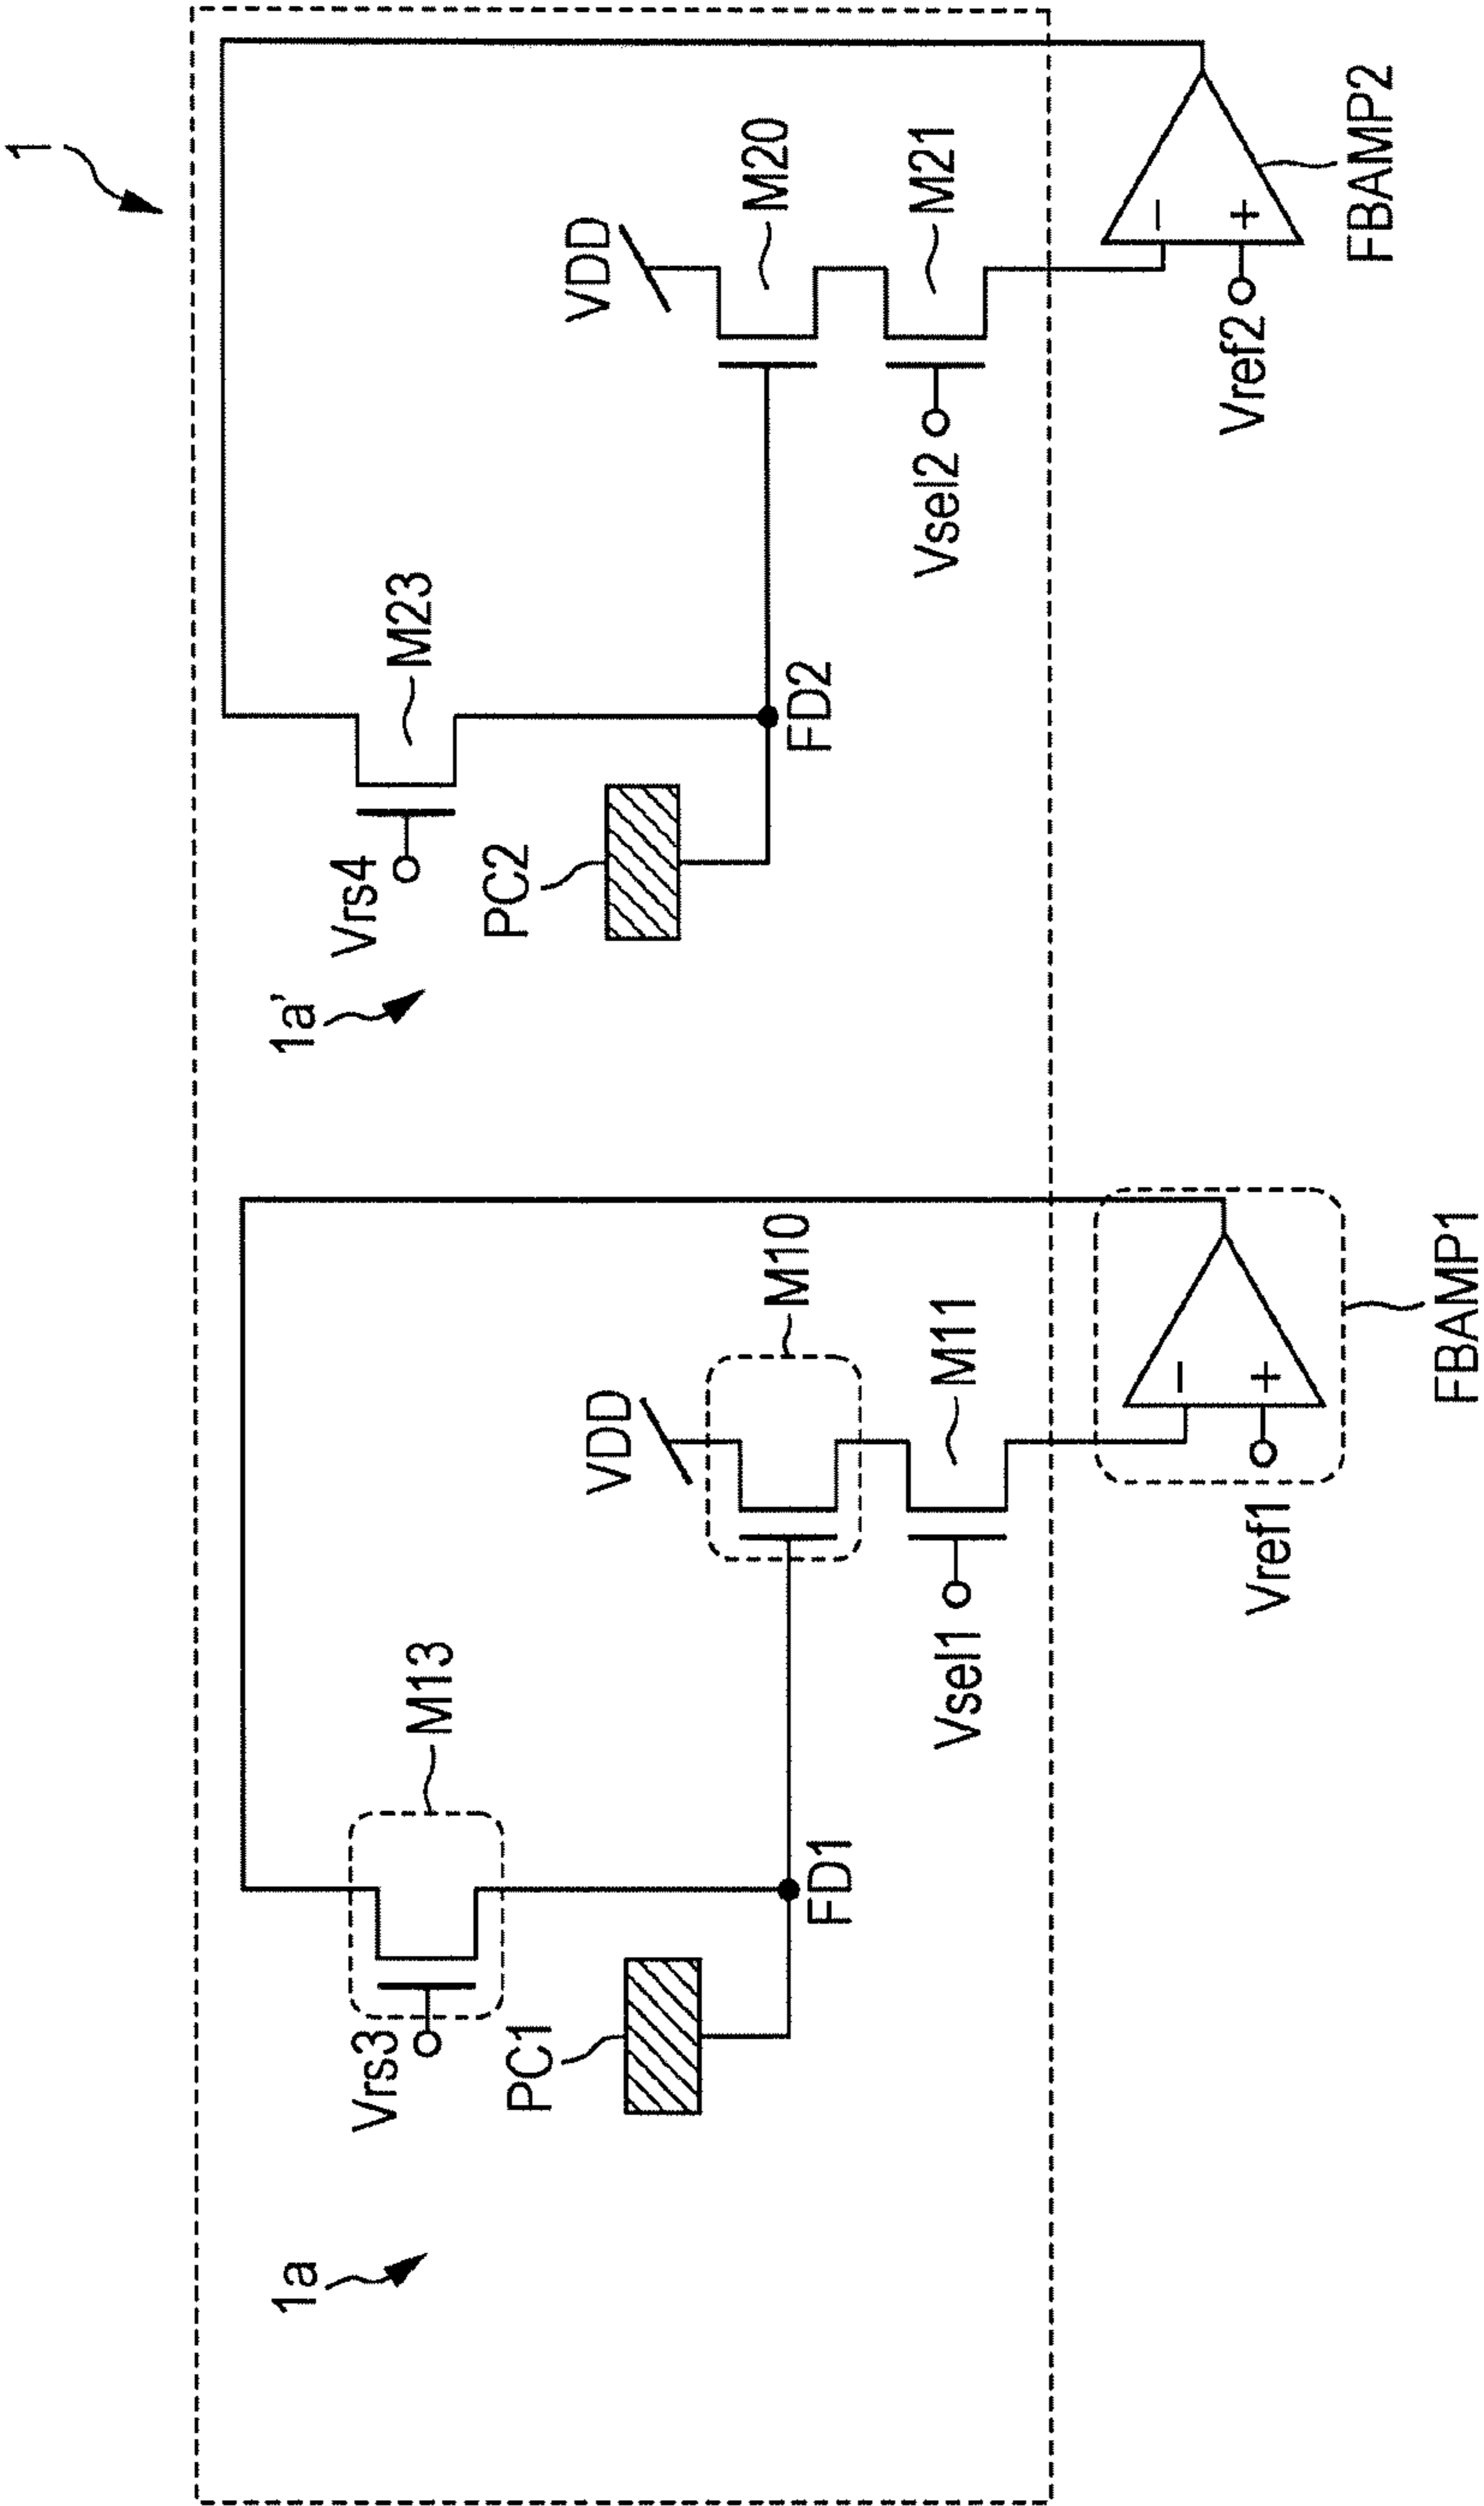 1
1a
1a'
Vrs3
M13
PC1
FD1
VDD
M10
M11
Vsel1
Vref1
−
+
FBAMP1
Vrs4
M23
PC2
FD2
VDD
M20
M21
Vsel2
Vref2
−
+
FBAMP2